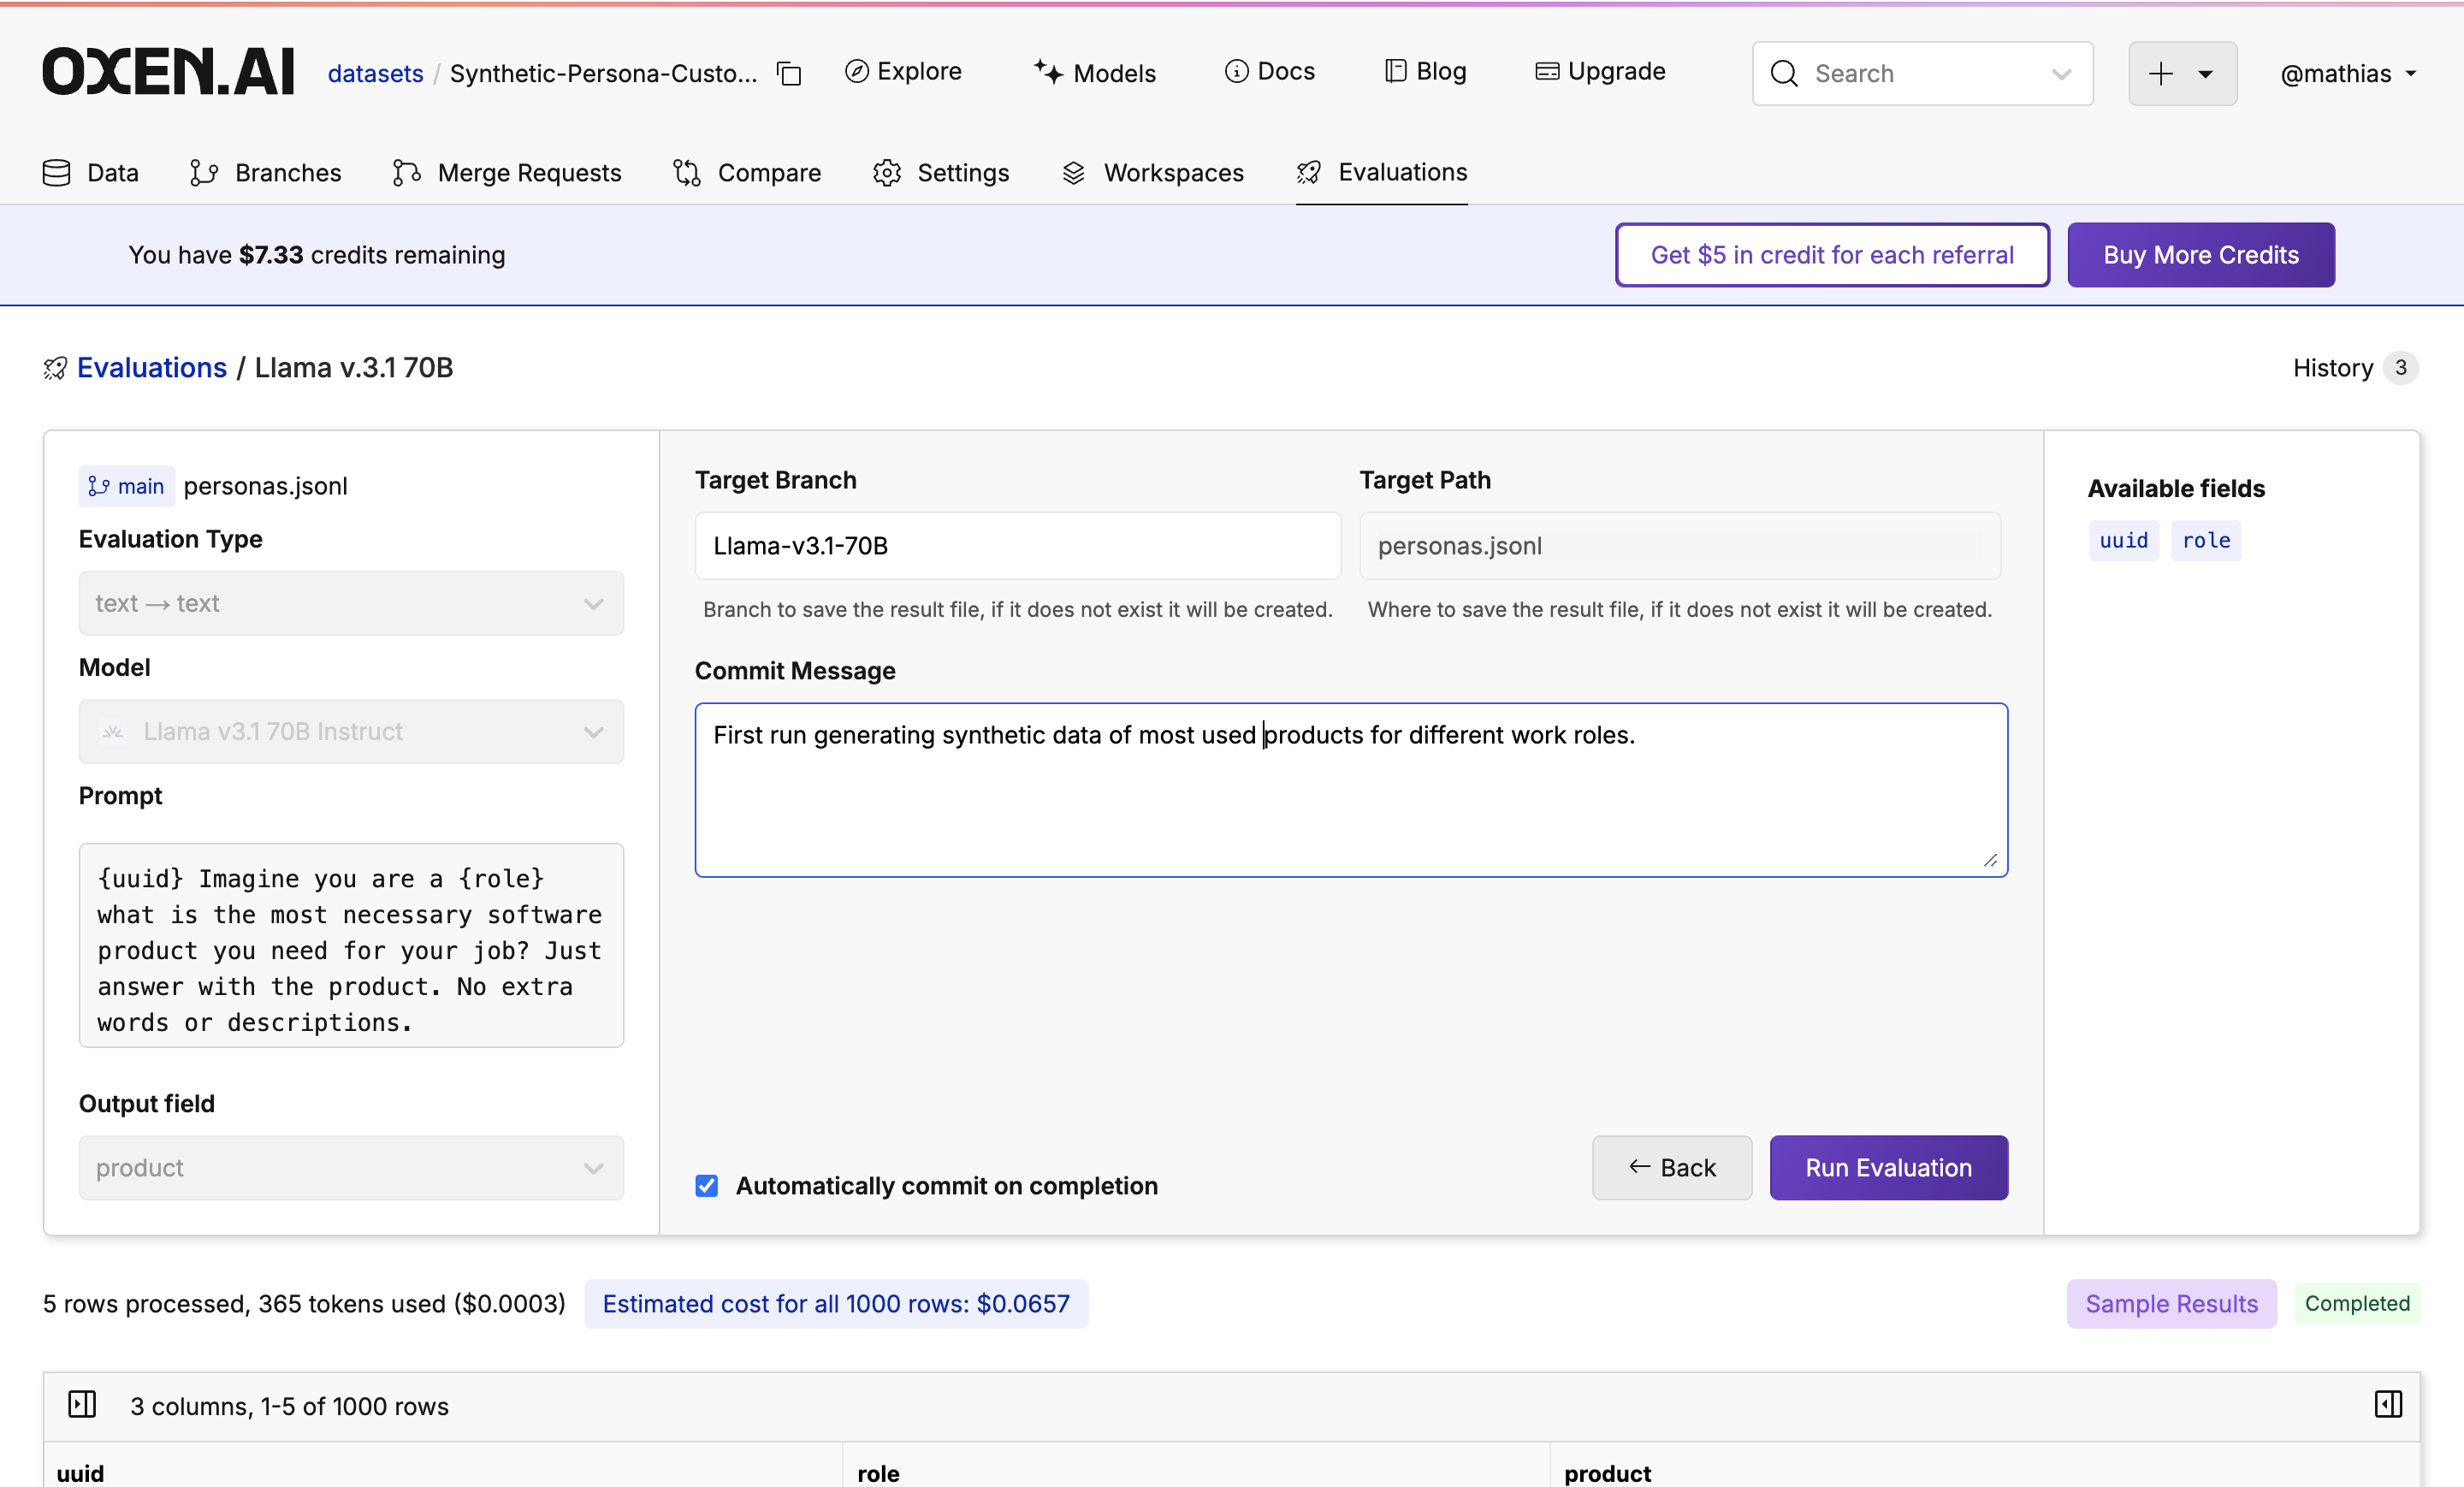 OXEN.AI datasets / Synthetic-Persona-Custo... Explore Models Docs Blog Upgrade Search @mathias
Data Branches Merge Requests Compare Settings Workspaces Evaluations
You have $7.33 credits remaining Get $5 in credit for each referral Buy More Credits
Evaluations / Llama v.3.1 70B History 3
main personas.jsonl
Evaluation Type
text → text
Model
Llama v3.1 70B Instruct
Prompt
{uuid} Imagine you are a {role}
what is the most necessary software
product you need for your job? Just
answer with the product. No extra
words or descriptions.
Output field
product
Target Branch
Llama-v3.1-70B
Branch to save the result file, if it does not exist it will be created.
Target Path
personas.jsonl
Where to save the result file, if it does not exist it will be created.
Commit Message
First run generating synthetic data of most used products for different work roles.
Automatically commit on completion
← Back Run Evaluation
Available fields
uuid role
5 rows processed, 365 tokens used ($0.0003) Estimated cost for all 1000 rows: $0.0657 Sample Results Completed
3 columns, 1-5 of 1000 rows
uuid role product